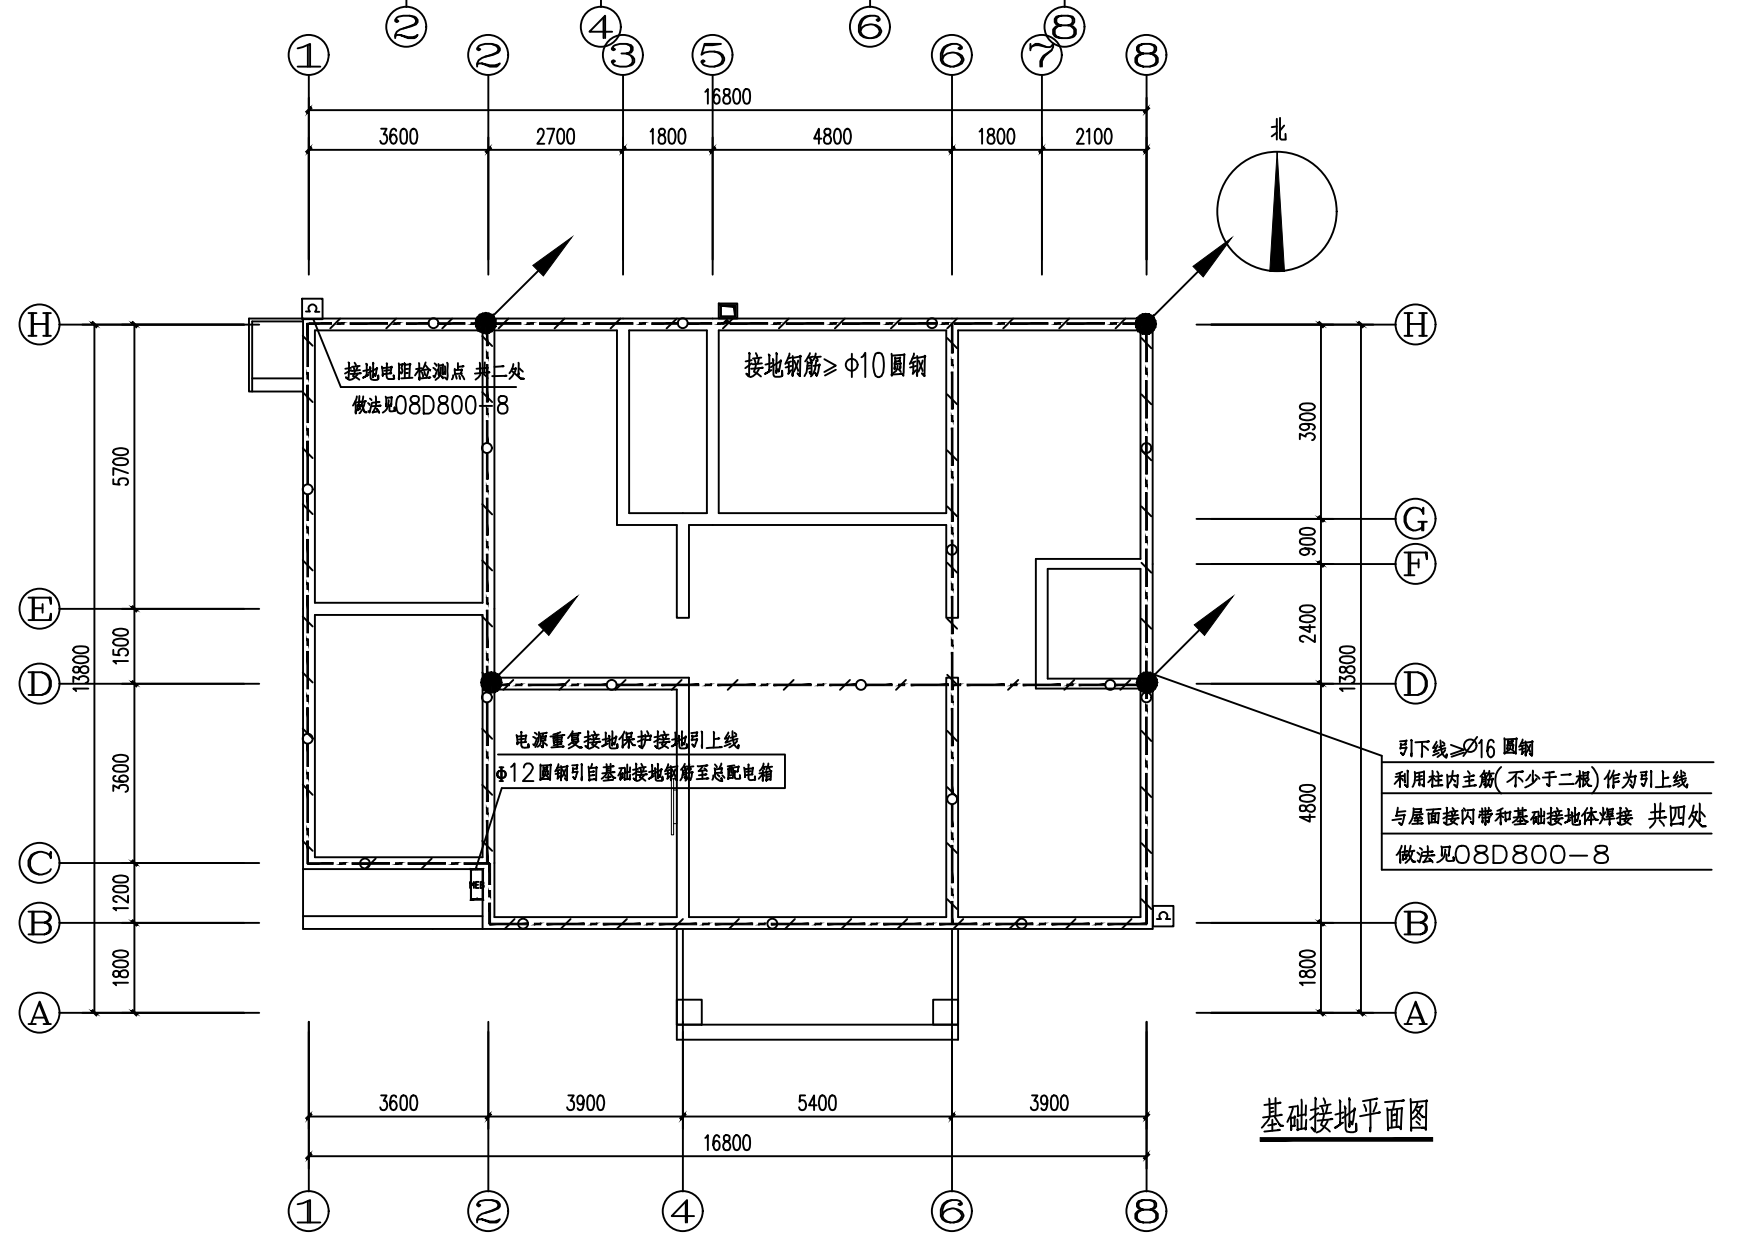 ② ④ ⑥ ⑧
① ② ③ ⑤ ⑥ ⑦ ⑧
16800
3600 2700 1800 4800 1800 2100
北
H H
接地电阻检测点 共二处
做法见08D800-8
接地钢筋≥Φ10圆钢
5700
3900
G
900
F
E
1500
2400
13800
13800
D D
电源重复接地保护接地引上线
Φ12圆钢引自基础接地钢筋至总配电箱
引下线≥Ø16圆钢
利用柱内主筋(不少于二根)作为引上线
与屋面接闪带和基础接地体焊接 共四处
做法见08D800-8
3600
4800
C
MEB
Ω
Ω
1200
B B
1800
1800
A A
3600 3900 5400 3900
16800
基础接地平面图
① ② ④ ⑥ ⑧